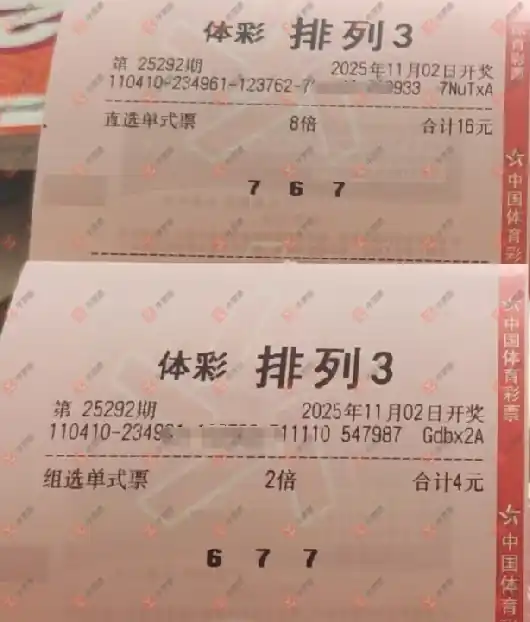 体彩 排列3
第 25292期 2025年11月02日开奖
110410-234961-123762-7 933 7NuTxA
直选单式票 8倍 合计16元
7 6 7
中国体育彩
体彩 排列3
第 25292期 2025年11月02日开奖
110410-2349 11110 547987 Gdbx2A
组选单式票 2倍 合计4元
6 7 7
中国体育彩票
中国体育